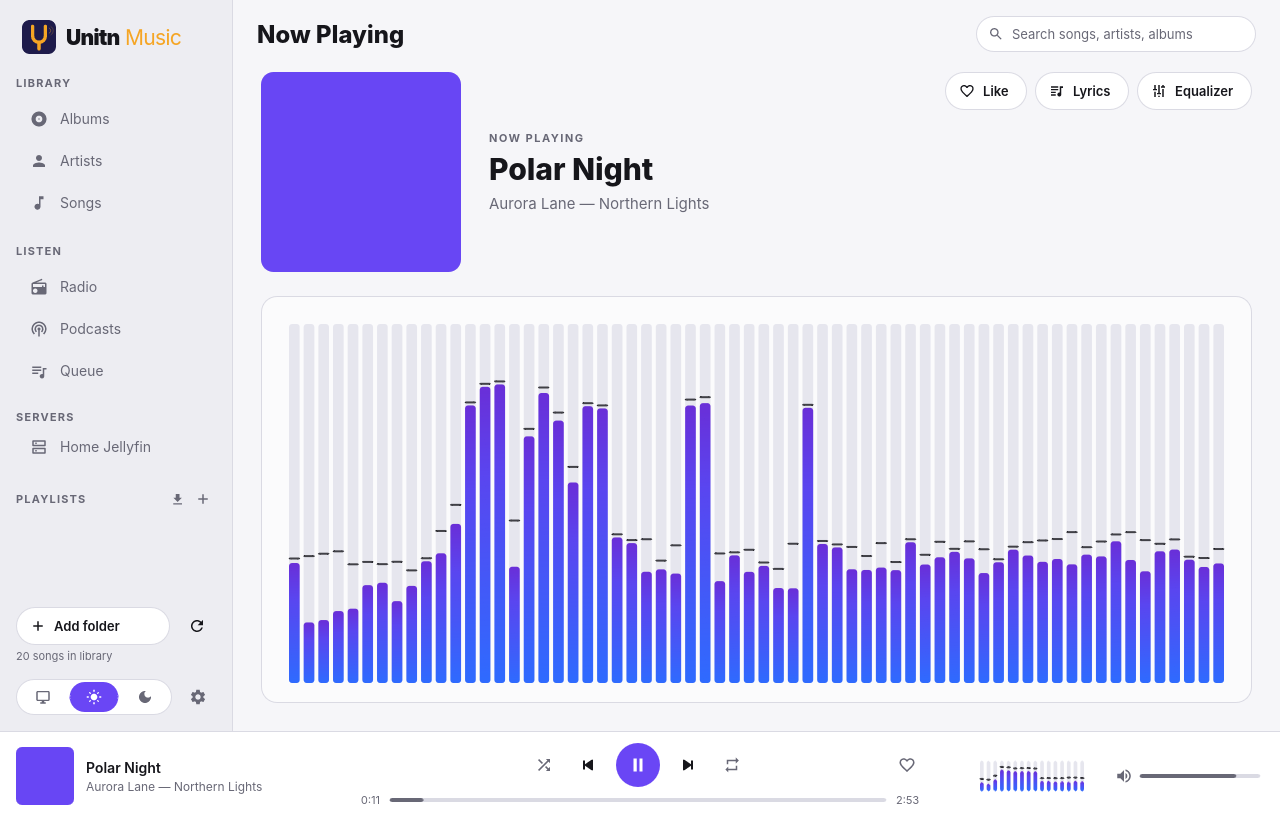 Unitn Music
LIBRARY
Albums
Artists
Songs
LISTEN
Radio
Podcasts
Queue
SERVERS
Home Jellyfin
PLAYLISTS
Add folder
20 songs in library
Now Playing
Search songs, artists, albums
Like
Lyrics
Equalizer
NOW PLAYING
Polar Night
Aurora Lane — Northern Lights
Polar Night
Aurora Lane — Northern Lights
0:11
2:53